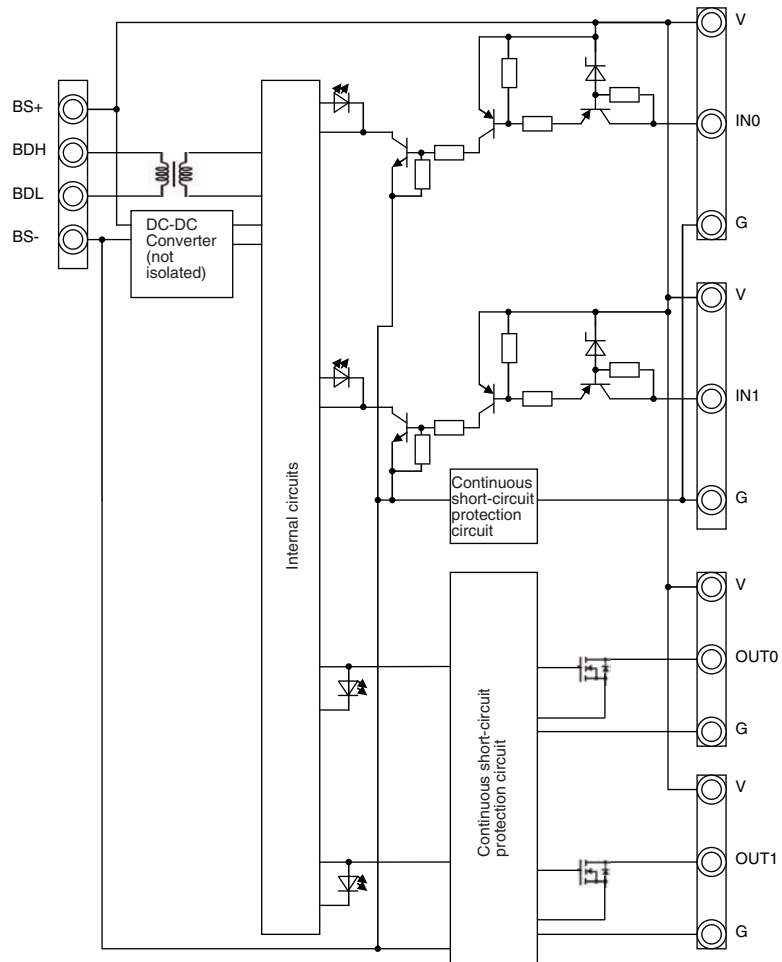 V
BS+
IN0
BDH
BDL
G
DC-DC
Converter
(not
isolated)
BS-
V
IN1
Internal circuits
Continuous
short-circuit
protection
circuit
G
V
OUT0
Continuous short-circuit
protection circuit
G
V
OUT1
G